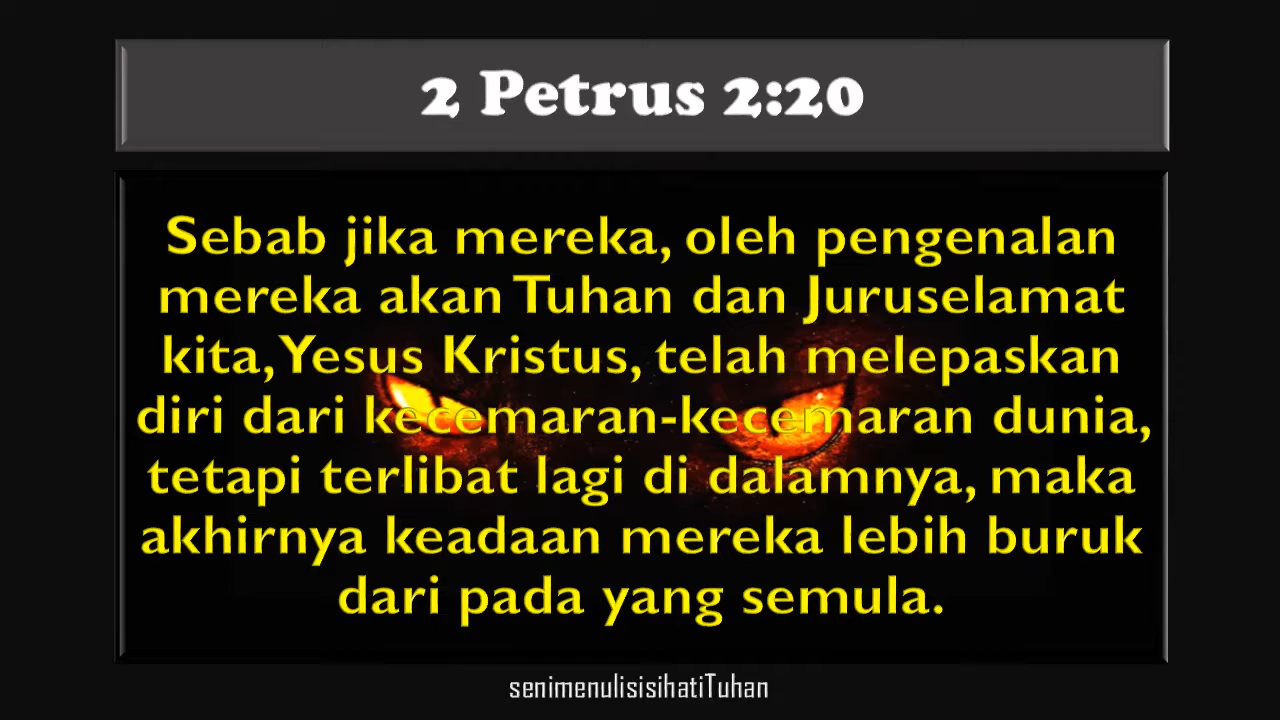 2 Petrus 2:20
Sebab jika mereka, oleh pengenalan
mereka akan Tuhan dan Juruselamat
kita, Yesus Kristus, telah melepaskan
diri dari kecemaran-kecemaran dunia,
tetapi terlibat lagi di dalamnya, maka
akhirnya keadaan mereka lebih buruk
dari pada yang semula.
senimenulisisihatiTuhan